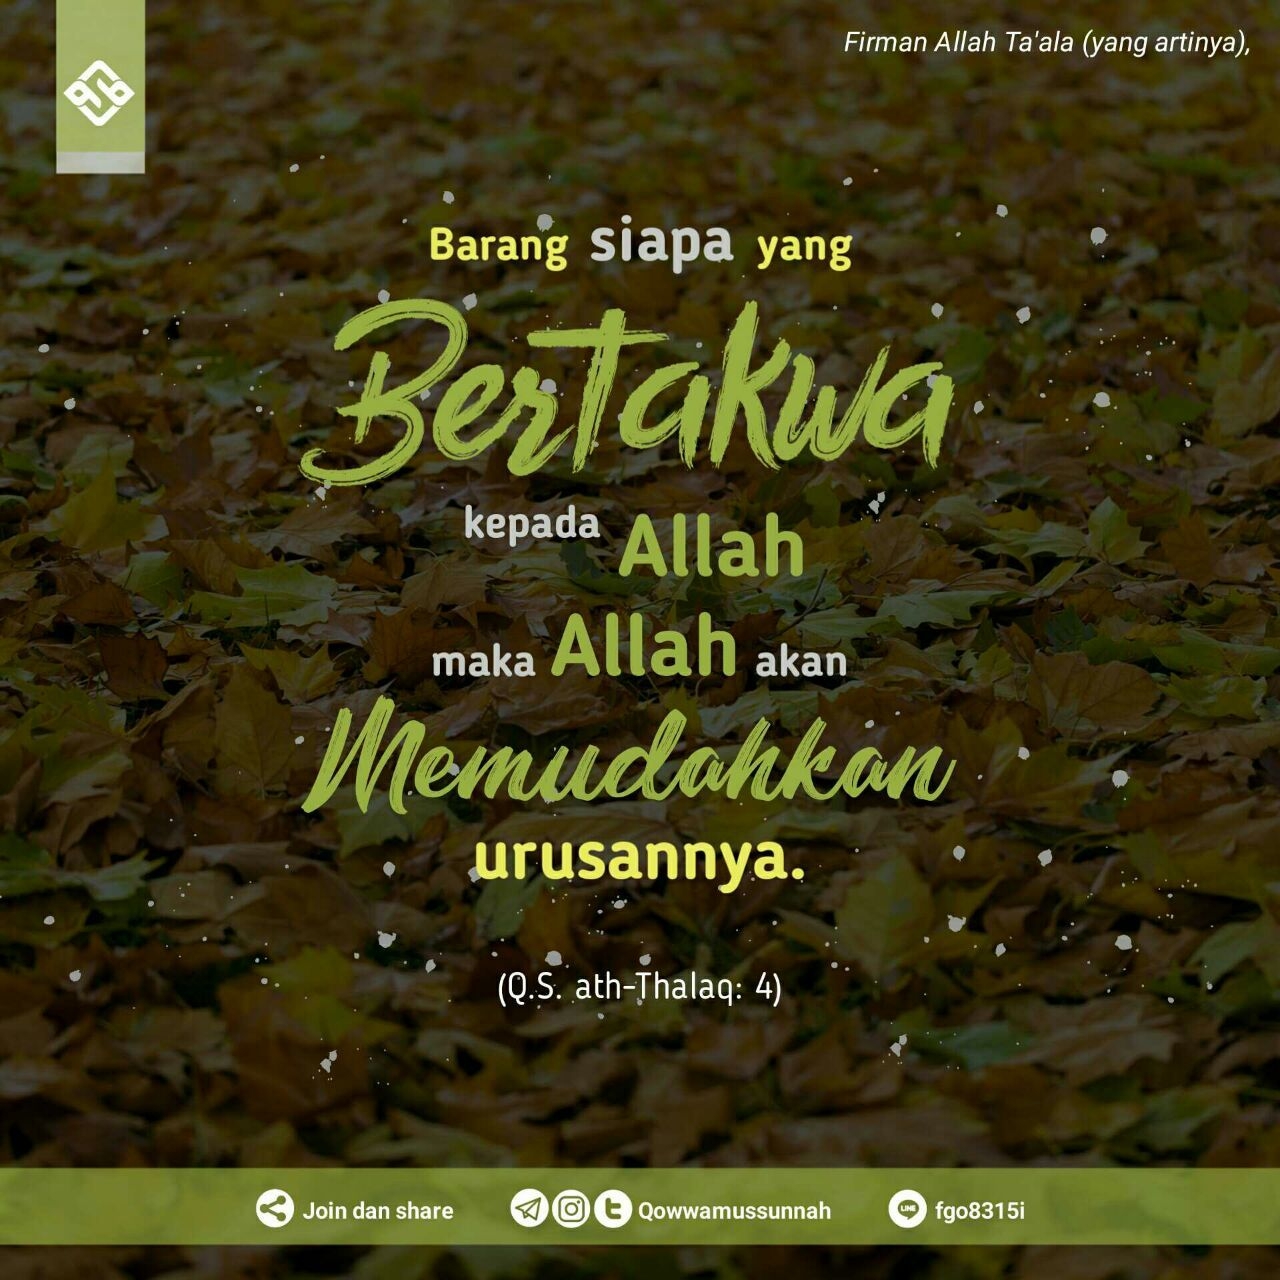 Firman Allah Ta'ala (yang artinya),
Barang siapa yang
Bertakwa
kepada Allah
maka Allah akan
Memudahkan
urusannya.
(Q.S. ath-Thalaq: 4)
Join dan share Qowwamussunnah LINE fgo8315i